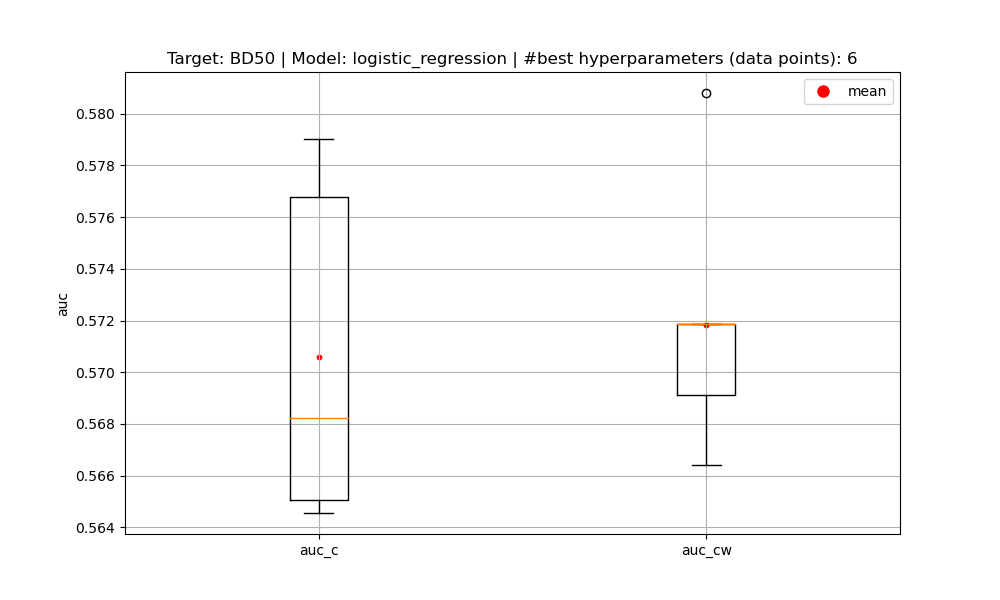 Target: BD50 | Model: logistic_regression | #best hyperparameters (data points): 6
mean
0.580
0.578
0.576
0.574
0.572
0.570
0.568
0.566
0.564
auc
auc_c
auc_cw